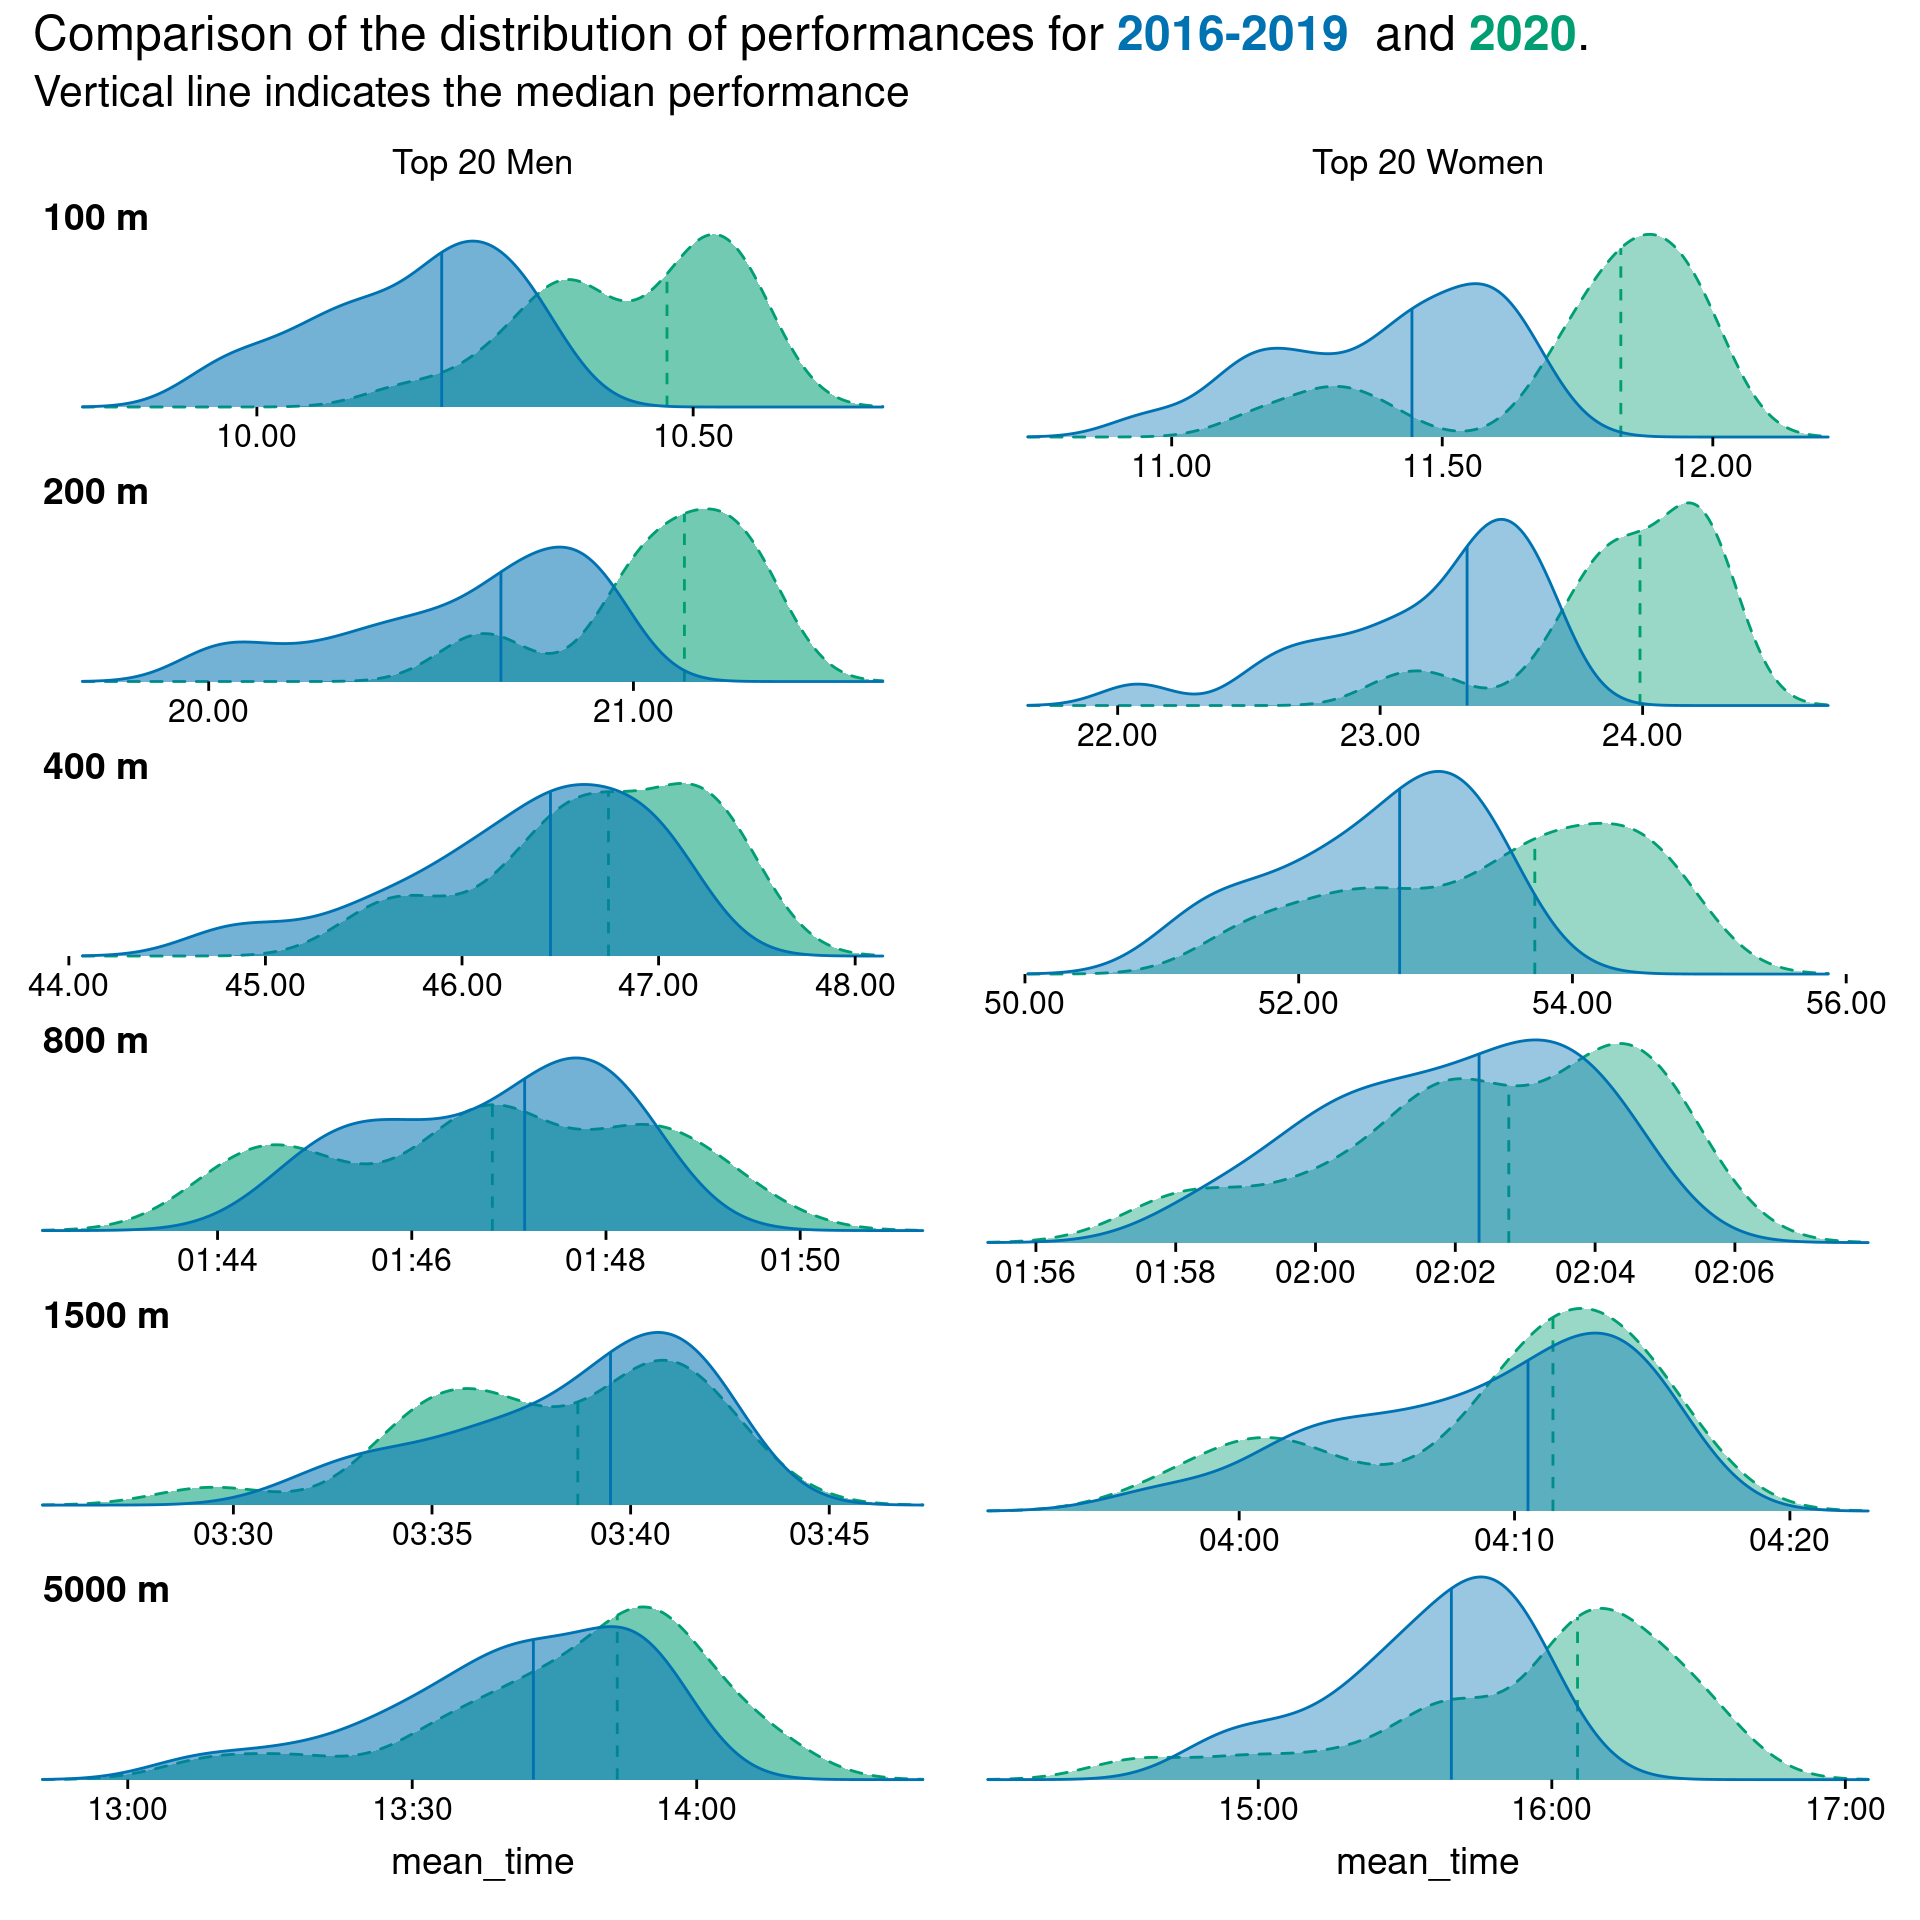 Comparison of the distribution of performances for 2016-2019 and 2020.
Vertical line indicates the median performance
Top 20 Men
Top 20 Women
100 m
10.00 10.50
11.00 11.50 12.00
200 m
20.00 21.00
22.00 23.00 24.00
400 m
44.00 45.00 46.00 47.00 48.00
50.00 52.00 54.00 56.00
800 m
01:44 01:46 01:48 01:50
01:56 01:58 02:00 02:02 02:04 02:06
1500 m
03:30 03:35 03:40 03:45
04:00 04:10 04:20
5000 m
13:00 13:30 14:00
15:00 16:00 17:00
mean_time
mean_time